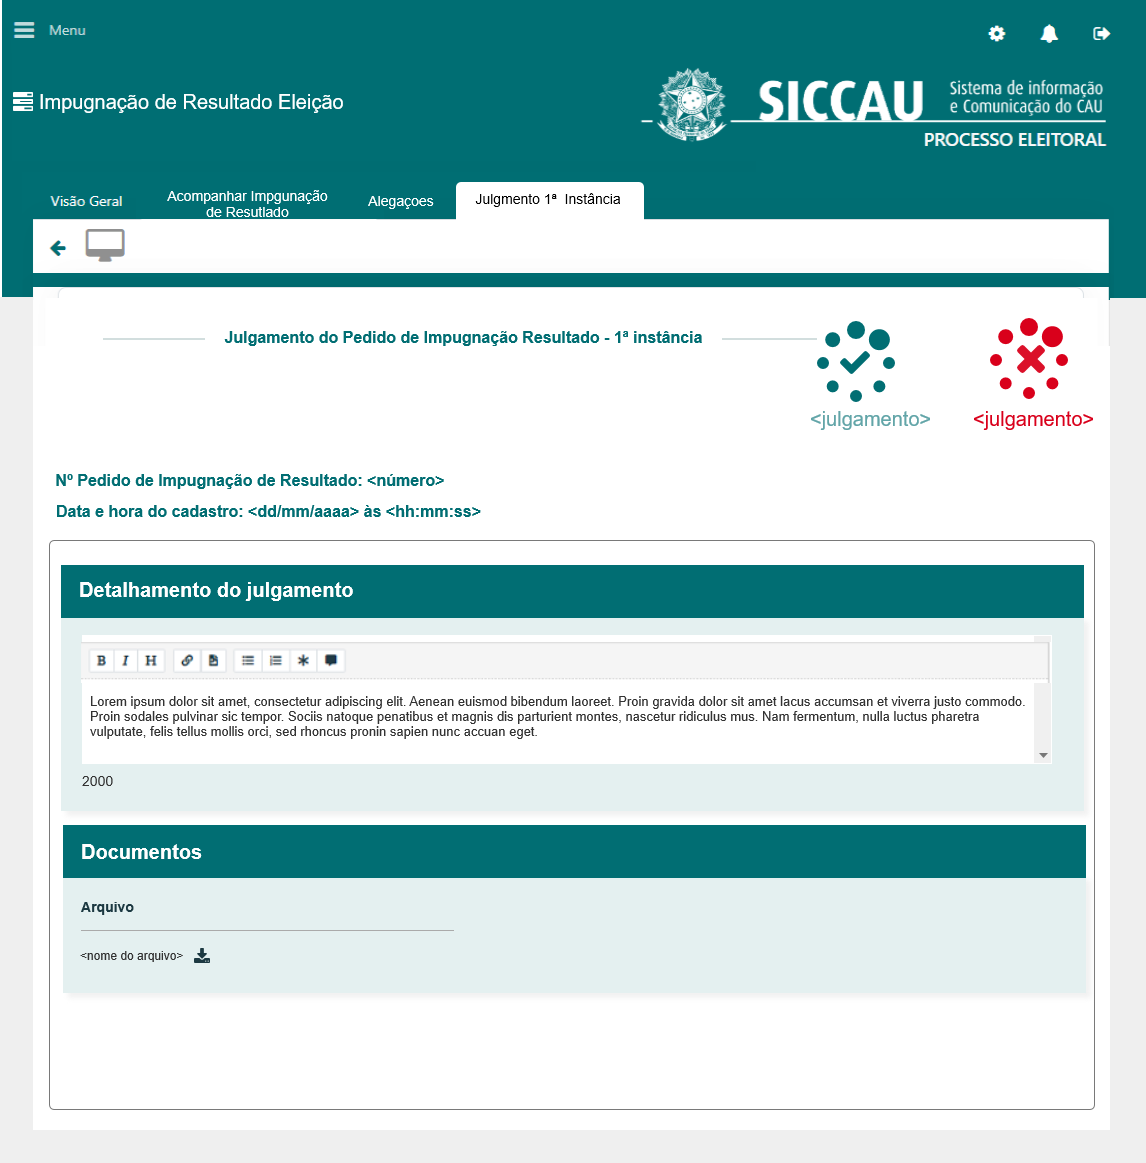 Menu
Impugnação de Resultado Eleição
SICCAU
Sistema de informação
e Comunicação do CAU
PROCESSO ELEITORAL
Visão Geral
Acompanhar Impgunação
de Resutlado
Alegaçoes
Julgmento 1ª Instância
Julgamento do Pedido de Impugnação Resultado - 1ª instância
<julgamento>
<julgamento>
Nº Pedido de Impugnação de Resultado: <número>
Data e hora do cadastro: <dd/mm/aaaa> às <hh:mm:ss>
Detalhamento do julgamento
B I H
Lorem ipsum dolor sit amet, consectetur adipiscing elit. Aenean euismod bibendum laoreet. Proin gravida dolor sit amet lacus accumsan et viverra justo commodo.
Proin sodales pulvinar sic tempor. Sociis natoque penatibus et magnis dis parturient montes, nascetur ridiculus mus. Nam fermentum, nulla luctus pharetra
vulputate, felis tellus mollis orci, sed rhoncus pronin sapien nunc accuan eget.
2000
Documentos
Arquivo
<nome do arquivo>